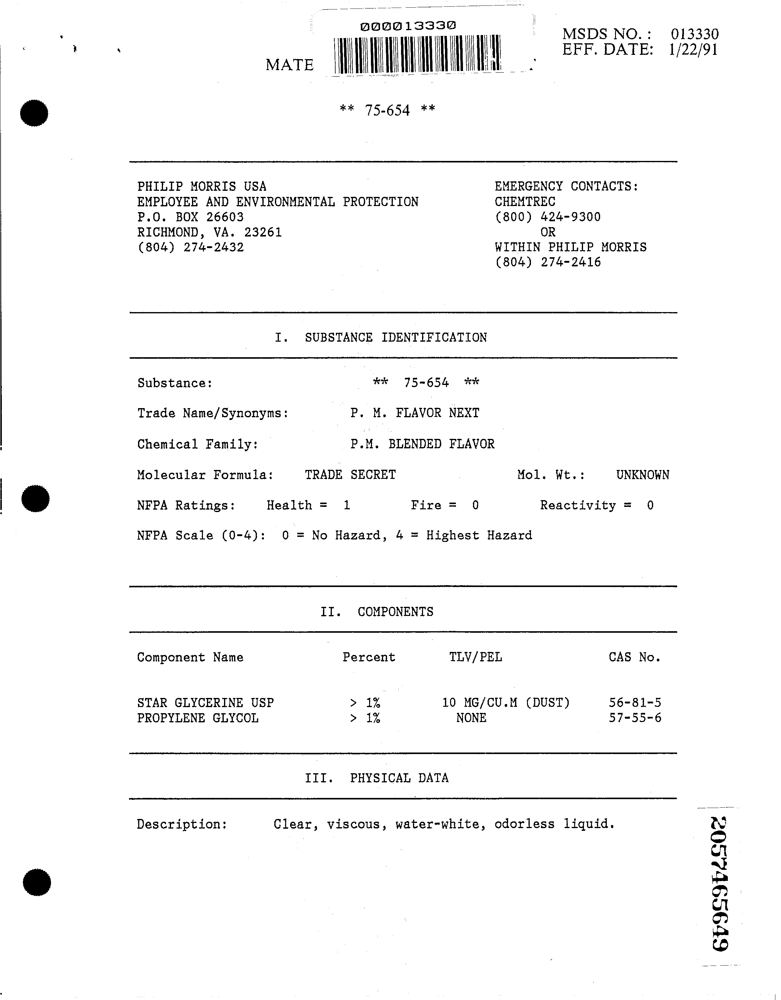 000013330
MSDS NO. : 013330
EFF. DATE: 1/22/91
MATE
** 75-654 **
PHILIP MORRIS USA
EMPLOYEE AND ENVIRONMENTAL PROTECTION
P.O. BOX 26603
RICHMOND, VA. 23261
(804) 274-2432
EMERGENCY CONTACTS:
CHEMTREC
(800) 424-9300
OR
WITHIN PHILIP MORRIS
(804) 274-2416
I. SUBSTANCE IDENTIFICATION
Substance: ** 75-654 **
Trade Name/Synonyms: P. M. FLAVOR NEXT
Chemical Family: P.M. BLENDED FLAVOR
Molecular Formula: TRADE SECRET Mol. Wt.: UNKNOWN
NFPA Ratings: Health = 1 Fire = 0 Reactivity = 0
NFPA Scale (0-4): 0 = No Hazard, 4 = Highest Hazard
II. COMPONENTS
Component Name Percent TLV/PEL CAS No.
STAR GLYCERINE USP > 1% 10 MG/CU.M (DUST) 56-81-5
PROPYLENE GLYCOL > 1% NONE 57-55-6
III. PHYSICAL DATA
Description: Clear, viscous, water-white, odorless liquid.
2057465649